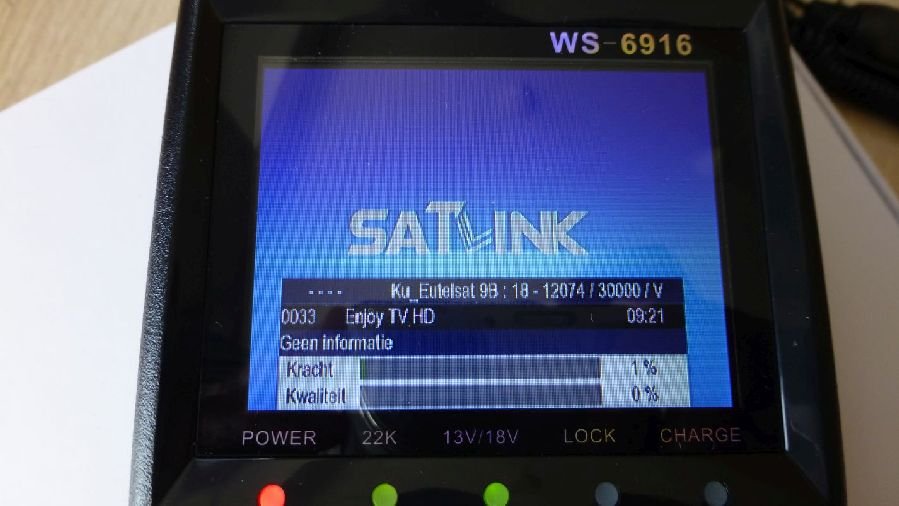 WS-6916
SATLINK
---- Ku_Eutelsat 9B : 18 - 12074 / 30000 / V
0033 Enjoy TV HD 09:21
Geen informatie
Kracht 1 %
Kwaliteit 0 %
POWER 22K 13V/18V LOCK CHARGE